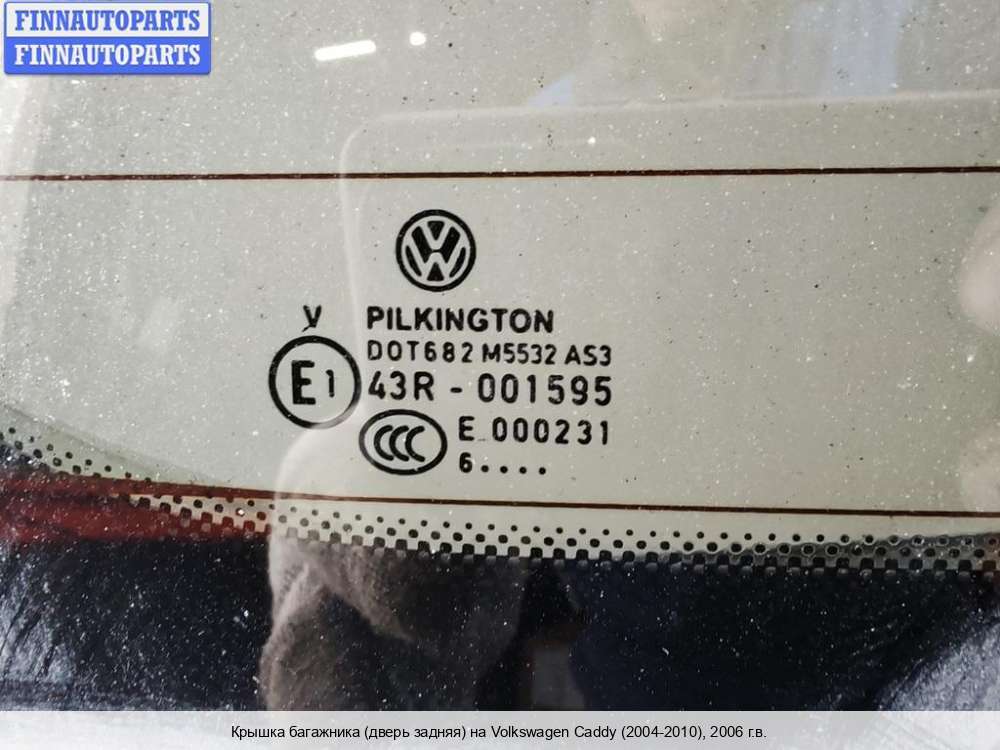 FINNAUTOPARTS
FINNAUTOPARTS
V PILKINGTON
DOT682 M5532 AS3
E1 43R - 001595
CCC E 000231
6....
Крышка багажника (дверь задняя) на Volkswagen Caddy (2004-2010), 2006 г.в.